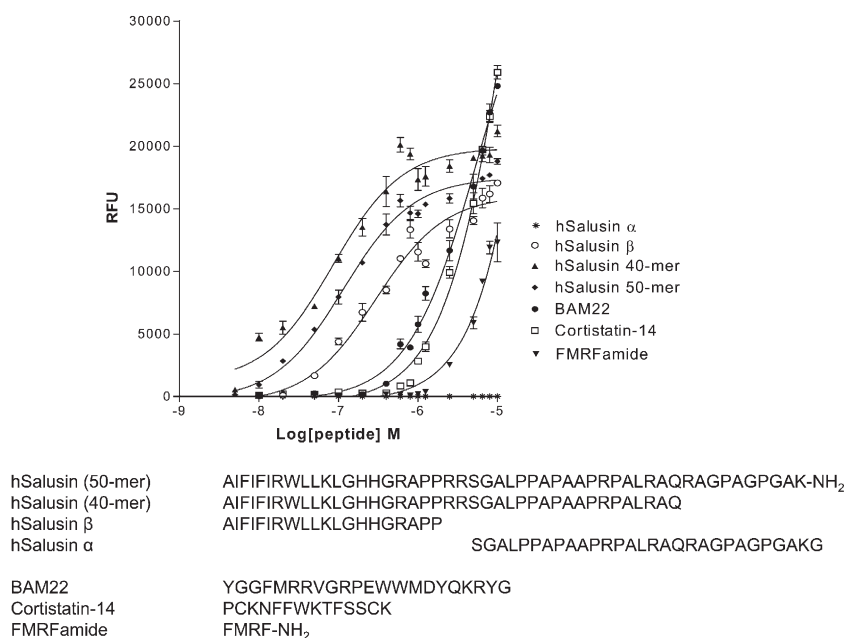 30000
25000
20000
15000
10000
5000
0
RFU
-9 -8 -7 -6 -5
Log[peptide] M
hSalusin α
hSalusin β
hSalusin 40-mer
hSalusin 50-mer
BAM22
Cortistatin-14
FMRFamide
hSalusin (50-mer) AIFIFIRWLLKLGHHGRAPPRRSGALPPAPAAPRPALRAQRAGPAGPGAK-NH2
hSalusin (40-mer) AIFIFIRWLLKLGHHGRAPPRRSGALPPAPAAPRPALRAQ
hSalusin β AIFIFIRWLLKLGHHGRAPP
hSalusin α SGALPPAPAAPRPALRAQRAGPAGPGAKG
BAM22 YGGFMRRVGRPEWWMDYQKRYG
Cortistatin-14 PCKNFFWKTFSSCK
FMRFamide FMRF-NH2